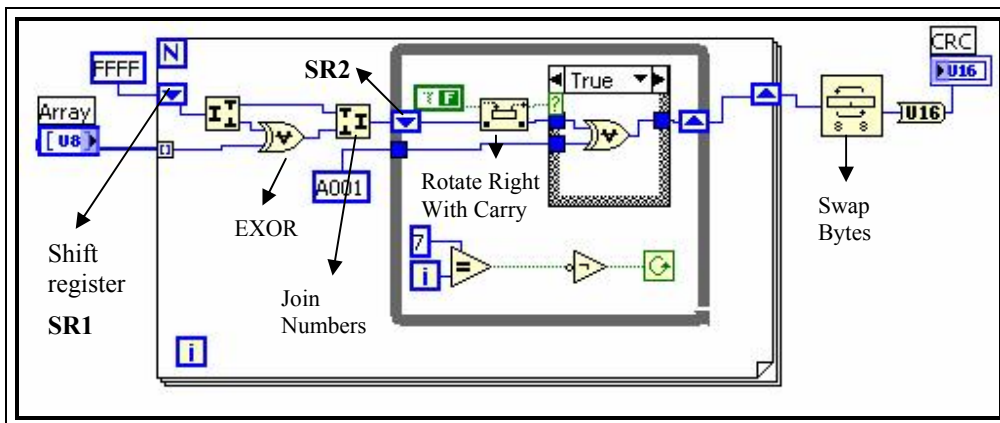 CRC
U16
N
FFFF
SR2
True
Array
[U8]
F
?
U16
A001
Rotate Right
With Carry
EXOR
Swap
Bytes
7
=
i
Shift
register
SR1
Join
Numbers
i